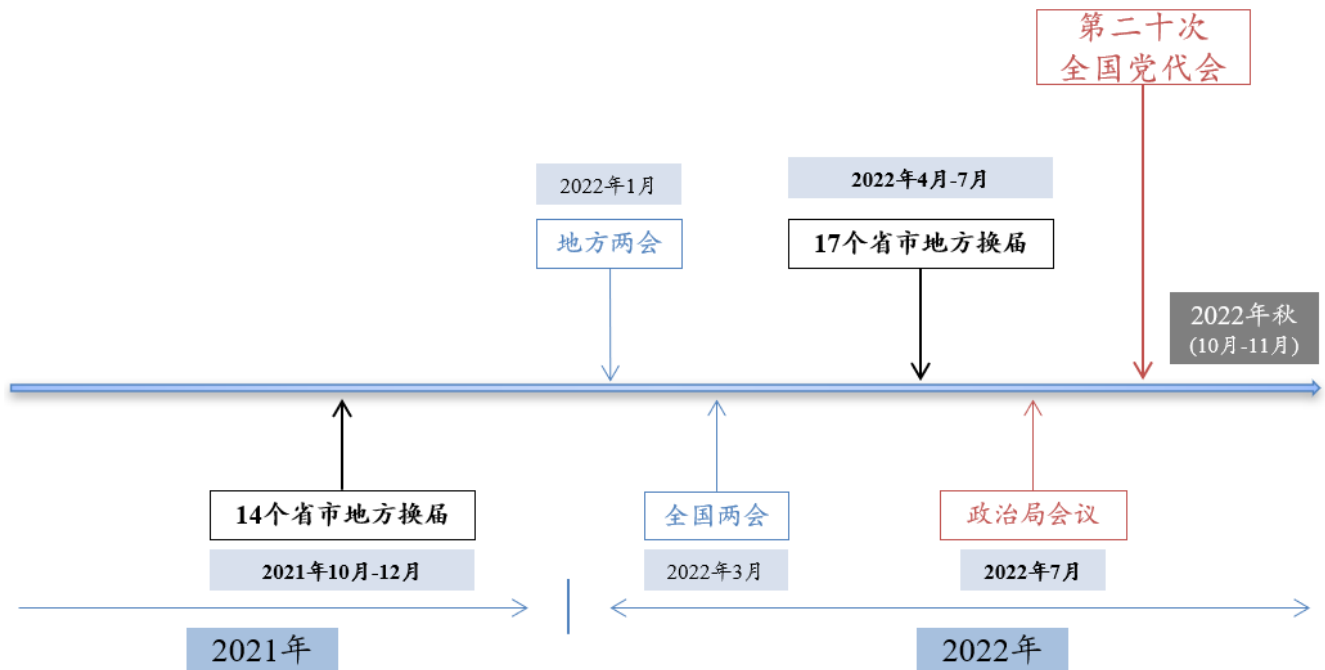 第二十次
全国党代会
2022年1月
2022年4月-7月
地方两会
17个省市地方换届
2022年秋
(10月-11月)
14个省市地方换届
全国两会
政治局会议
2021年10月-12月
2022年3月
2022年7月
2021年
2022年